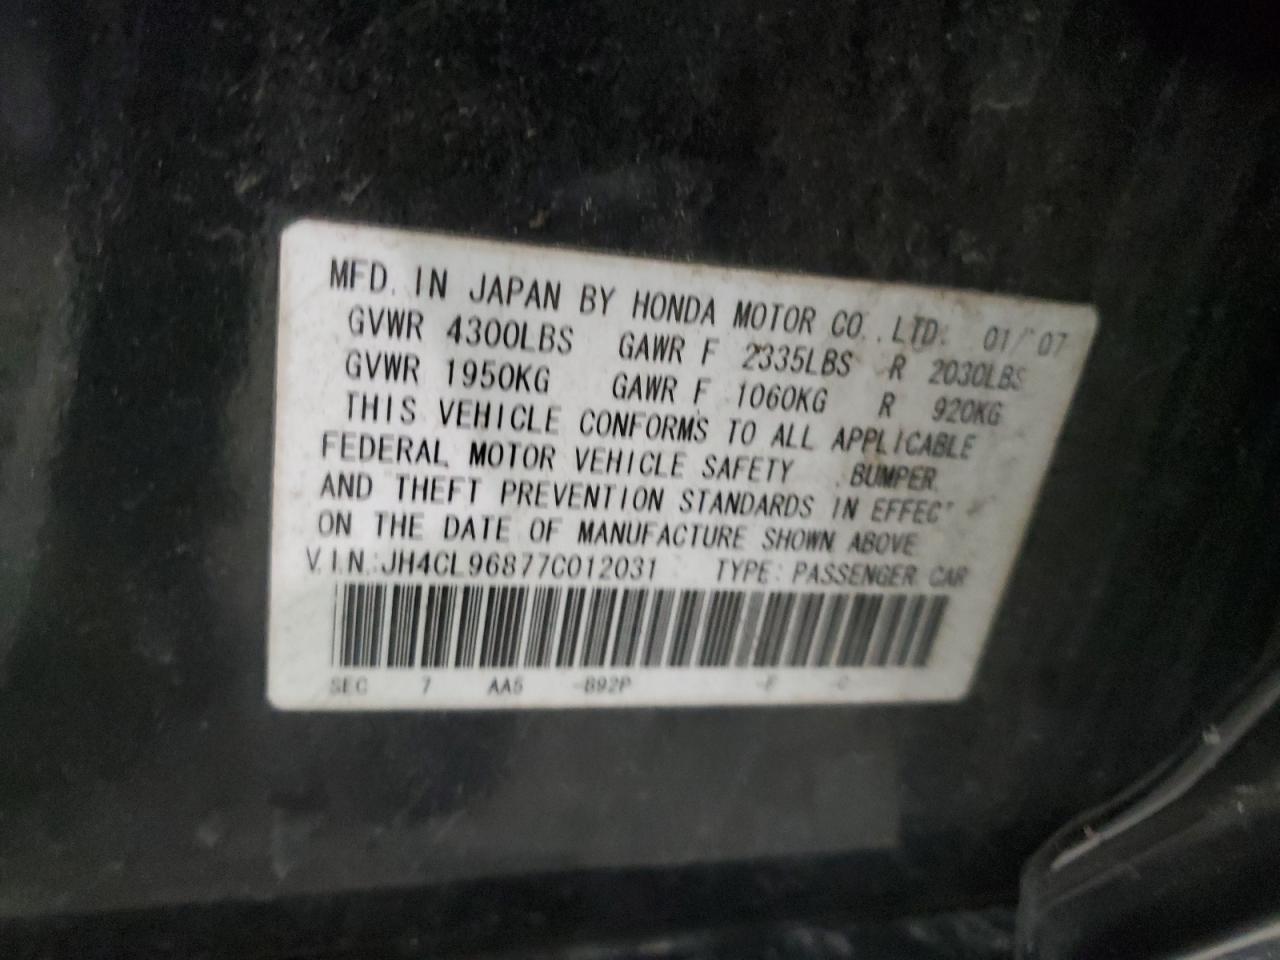 MFD. IN JAPAN BY HONDA MOTOR CO., LTD. 01/ 07
GVWR 4300LBS GAWR F 2335LBS R 2030LBS
GVWR 1950KG GAWR F 1060KG R 920KG
THIS VEHICLE CONFORMS TO ALL APPLICABLE
FEDERAL MOTOR VEHICLE SAFETY BUMPER
AND THEFT PREVENTION STANDARDS IN EFFECT
ON THE DATE OF MANUFACTURE SHOWN ABOVE
V.I.N.:JH4CL96877C012031 TYPE: PASSENGER CAR
SEC 7 AA5 -B92P -F -C